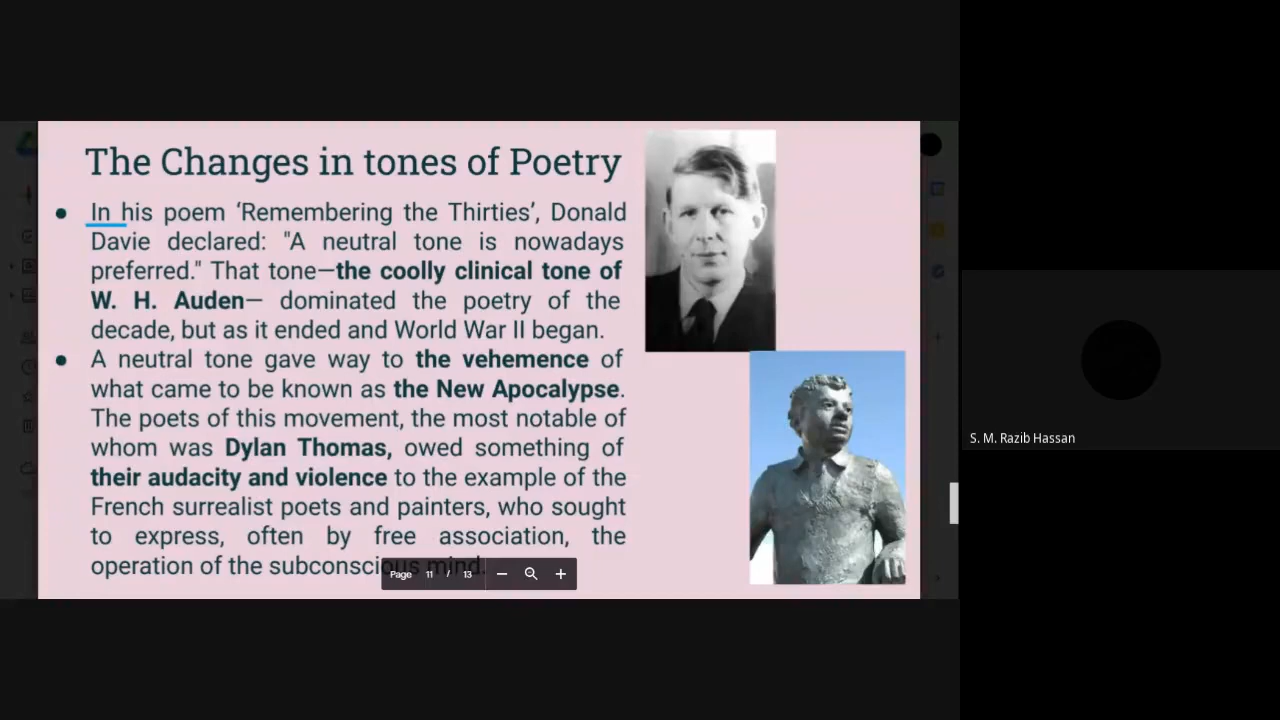 The Changes in tones of Poetry
● In his poem ‘Remembering the Thirties’, Donald
Davie declared: "A neutral tone is nowadays
preferred." That tone—the coolly clinical tone of
W. H. Auden— dominated the poetry of the
decade, but as it ended and World War II began.
● A neutral tone gave way to the vehemence of
what came to be known as the New Apocalypse.
The poets of this movement, the most notable of
whom was Dylan Thomas, owed something of
their audacity and violence to the example of the
French surrealist poets and painters, who sought
to express, often by free association, the
operation of the subconscious mind.
Page 11 / 13
S. M. Razib Hassan